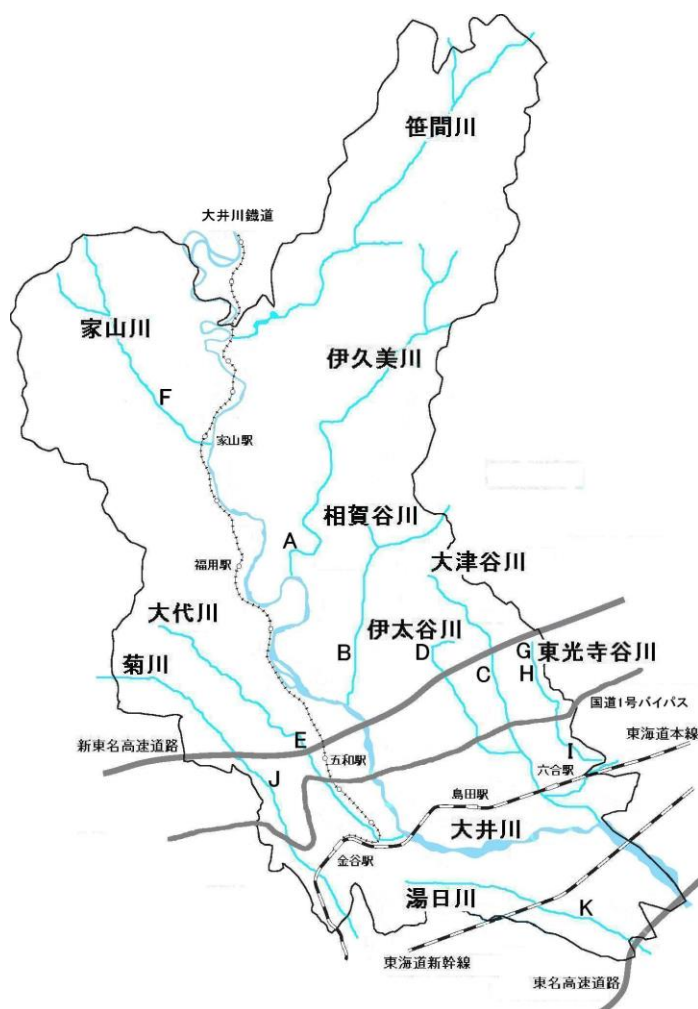 笹間川
大井川鐵道
家山川
伊久美川
F
家山駅
相賀谷川
A
大津谷川
福用駅
大代川
伊太谷川
菊川
B
D
C
G
東光寺谷川
H
国道1号バイパス
新東名高速道路
E
五和駅
東海道本線
I
六合駅
J
島田駅
大井川
金谷駅
湯日川
K
東海道新幹線
東名高速道路